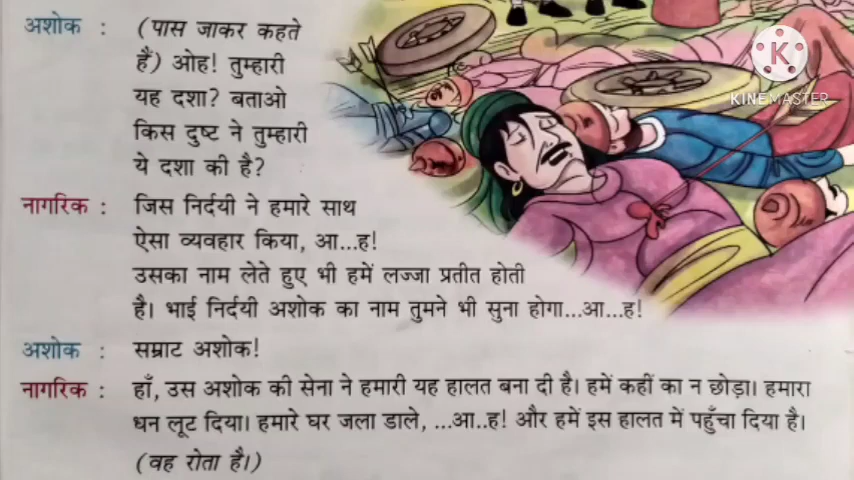 अशोक : (पास जाकर कहते
हैं) ओह! तुम्हारी
यह दशा? बताओ
किस दुष्ट ने तुम्हारी
ये दशा की है?
नागरिक : जिस निर्दयी ने हमारे साथ
ऐसा व्यवहार किया, आ...ह!
उसका नाम लेते हुए भी हमें लज्जा प्रतीत होती
है। भाई निर्दयी अशोक का नाम तुमने भी सुना होगा...आ...ह!
अशोक : सम्राट अशोक!
नागरिक : हाँ, उस अशोक की सेना ने हमारी यह हालत बना दी है। हमें कहीं का न छोड़ा। हमारा
धन लूट दिया। हमारे घर जला डाले, ...आ..ह! और हमें इस हालत में पहुँचा दिया है।
(वह रोता है।)
K
KINEMASTER